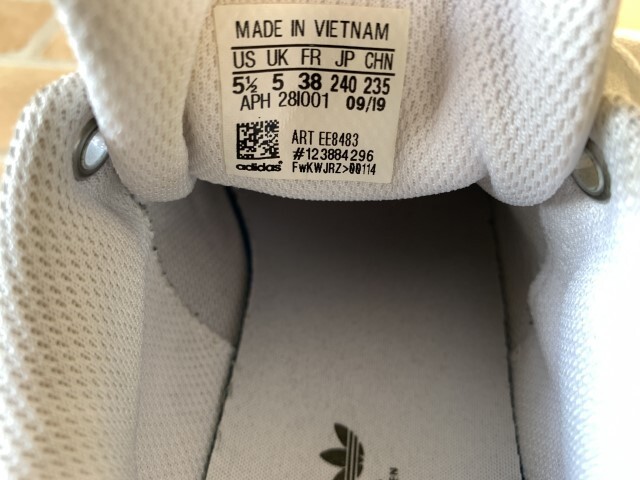 MADE IN VIETNAM
US UK FR JP CHN
5½ 5 38 240 235
APH 28I001 09/19
ART EE8483
#123884296
adidas FwKWJRZ>00114